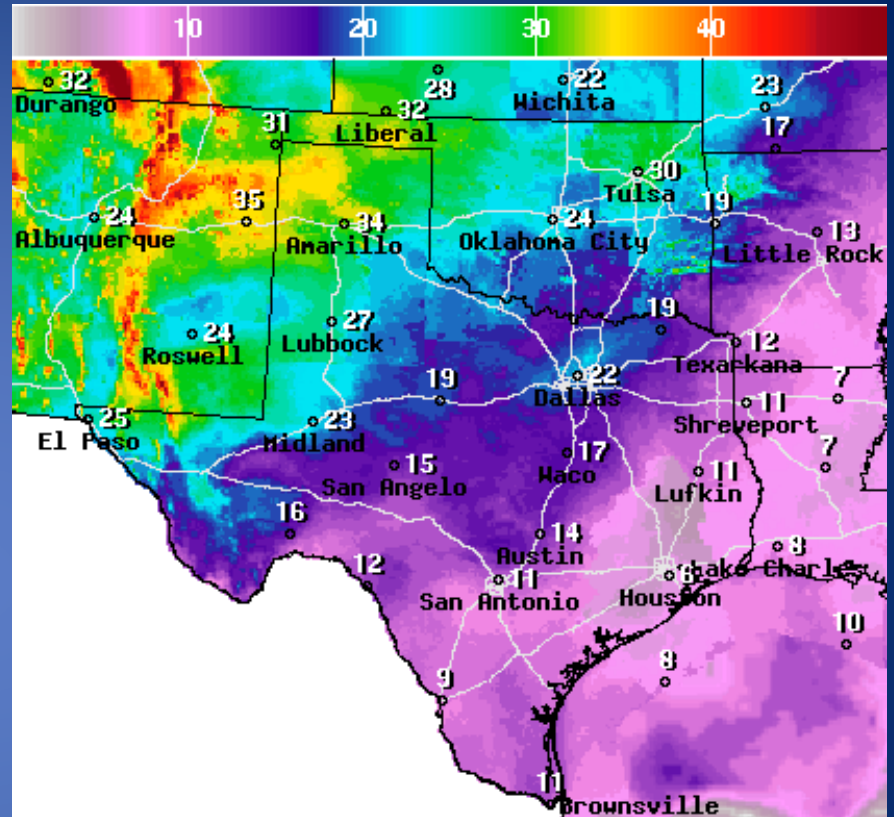 10 20 30 40
32
Durango
28
22
Wichita
23
32
Liberal
31
17
30
Tulsa
24
Albuquerque
35
34
Amarillo
24
Oklahoma City
19
13
Little Rock
24
Roswell
27
Lubbock
19
12
Texarkana
22
Dallas
19
7
11
Shreveport
25
El Paso
23
Midland
17
Waco
15
San Angelo
11
Lufkin
7
16
14
Austin
8
Lake Charles
12
11
San Antonio
6
Houston
10
9
8
11
Brownsville